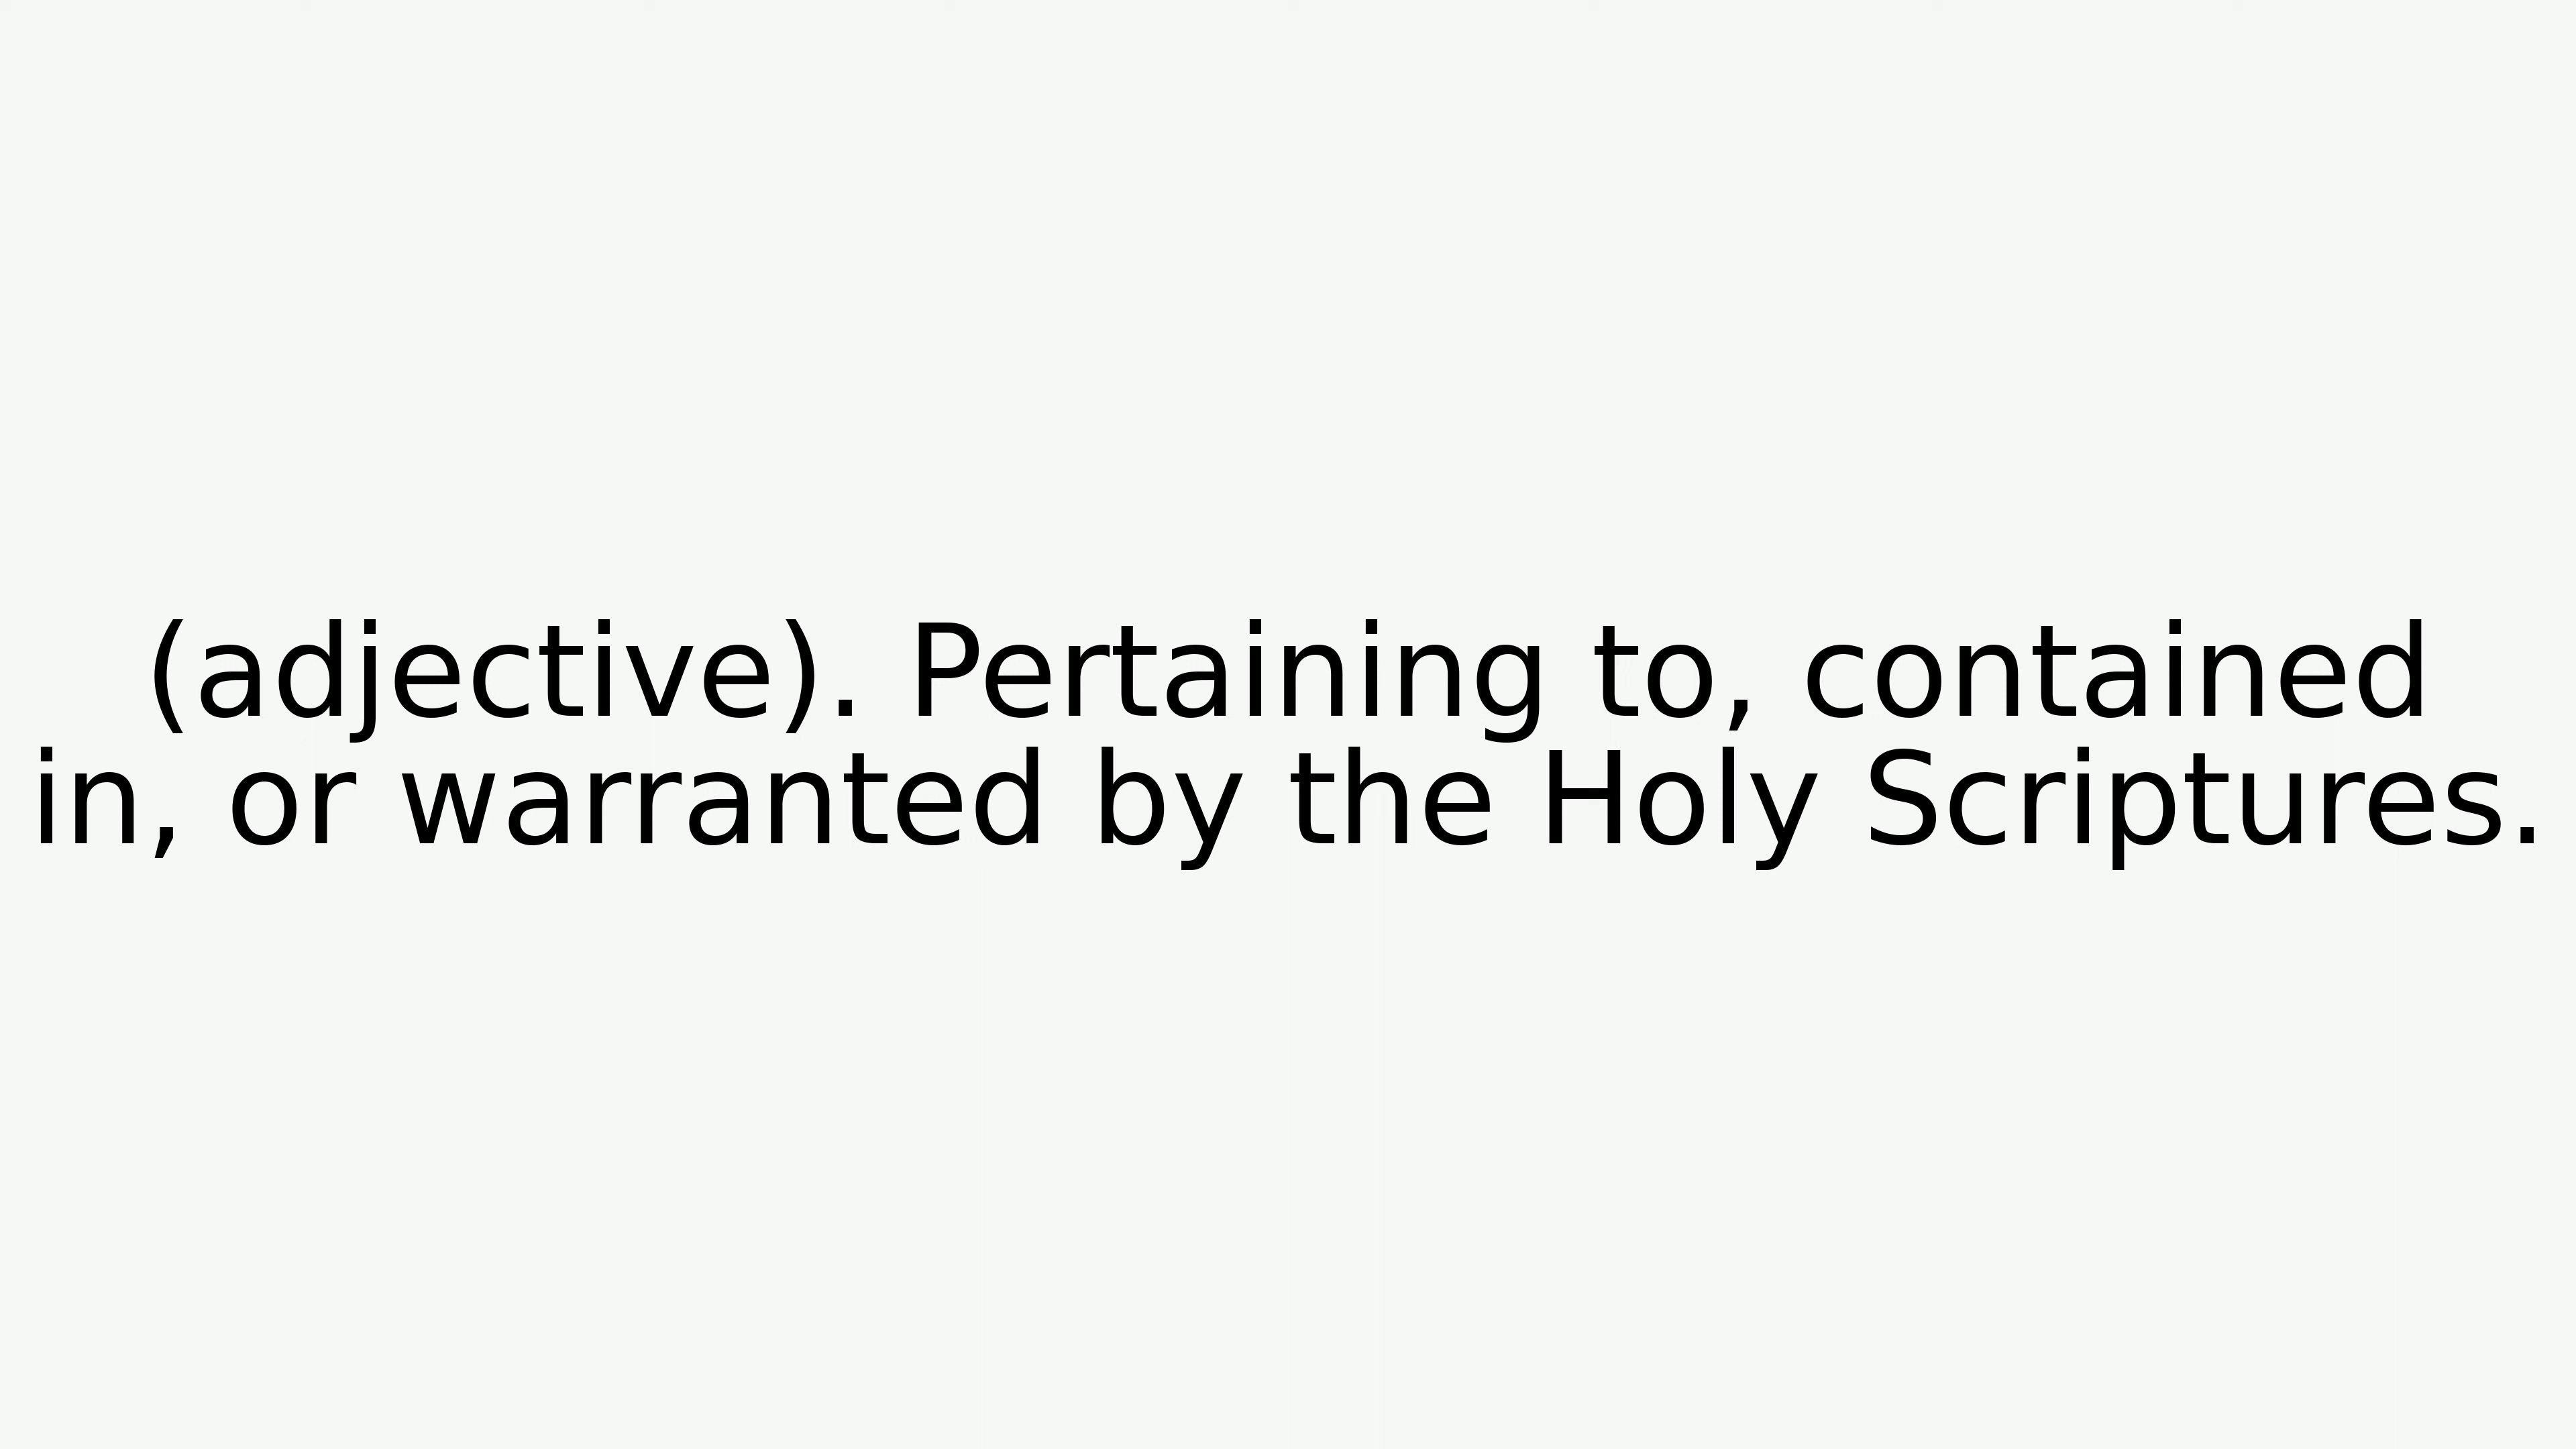 (adjective). Pertaining to, contained
in, or warranted by the Holy Scriptures.